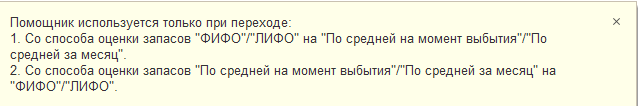 Помощник используется только при переходе:
1. Со способа оценки запасов "ФИФО"/"ЛИФО" на "По средней на момент выбытия"/"По
средней за месяц".
2. Со способа оценки запасов "По средней на момент выбытия"/"По средней за месяц" на
"ФИФО"/"ЛИФО".